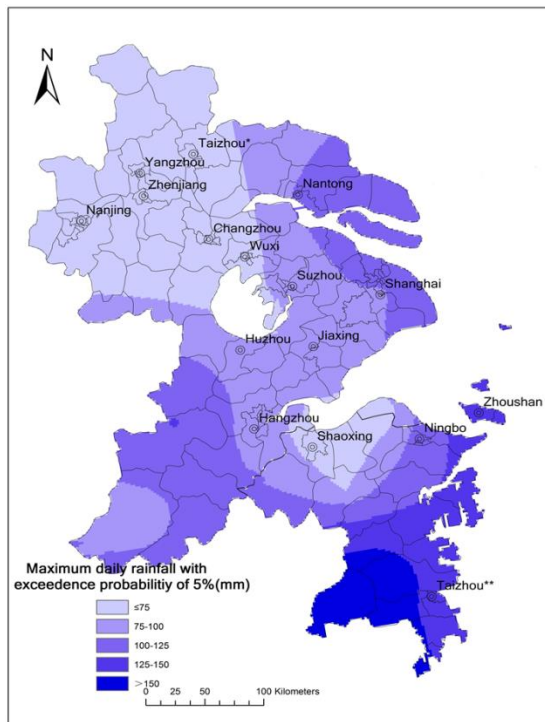 N
Taizhou*
Yangzhou
Zhenjiang
Nantong
Nanjing
Changzhou
Wuxi
Suzhou
Shanghai
Huzhou
Jiaxing
Zhoushan
Hangzhou
Ningbo
Shaoxing
Taizhou**
Maximum daily rainfall with
exceedence probabilitiy of 5%(mm)
≤75
75-100
100-125
125-150
>150
0 25 50 100 Kilometers